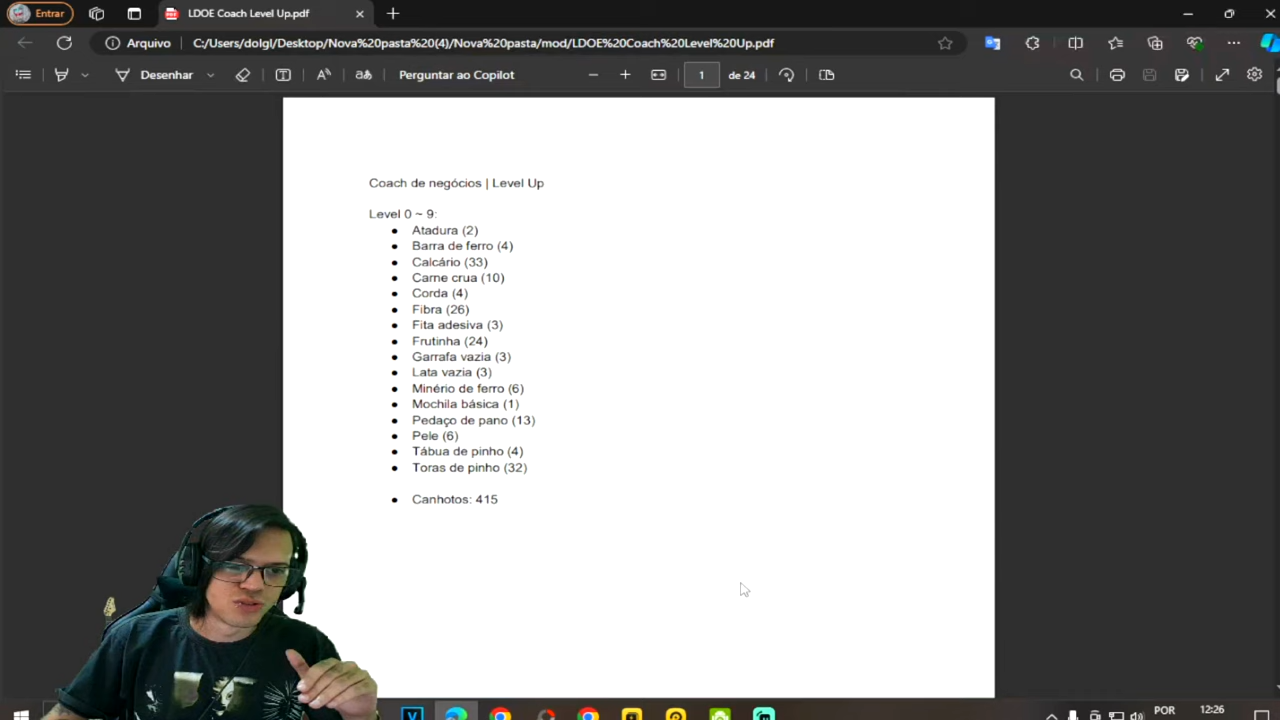 Entrar
LDOE Coach Level Up.pdf
Arquivo
C:/Users/dolgl/Desktop/Nova%20pasta%20(4)/Nova%20pasta/mod/LDOE%20Coach%20Level%20Up.pdf
Desenhar
aあ
Perguntar ao Copilot
1 de 24
Coach de negócios | Level Up
Level 0 ~ 9:
Atadura (2)
Barra de ferro (4)
Calcário (33)
Carne crua (10)
Corda (4)
Fibra (26)
Fita adesiva (3)
Frutinha (24)
Garrafa vazia (3)
Lata vazia (3)
Minério de ferro (6)
Mochila básica (1)
Pedaço de pano (13)
Pele (6)
Tábua de pinho (4)
Toras de pinho (32)
Canhotos: 415
POR
12:26